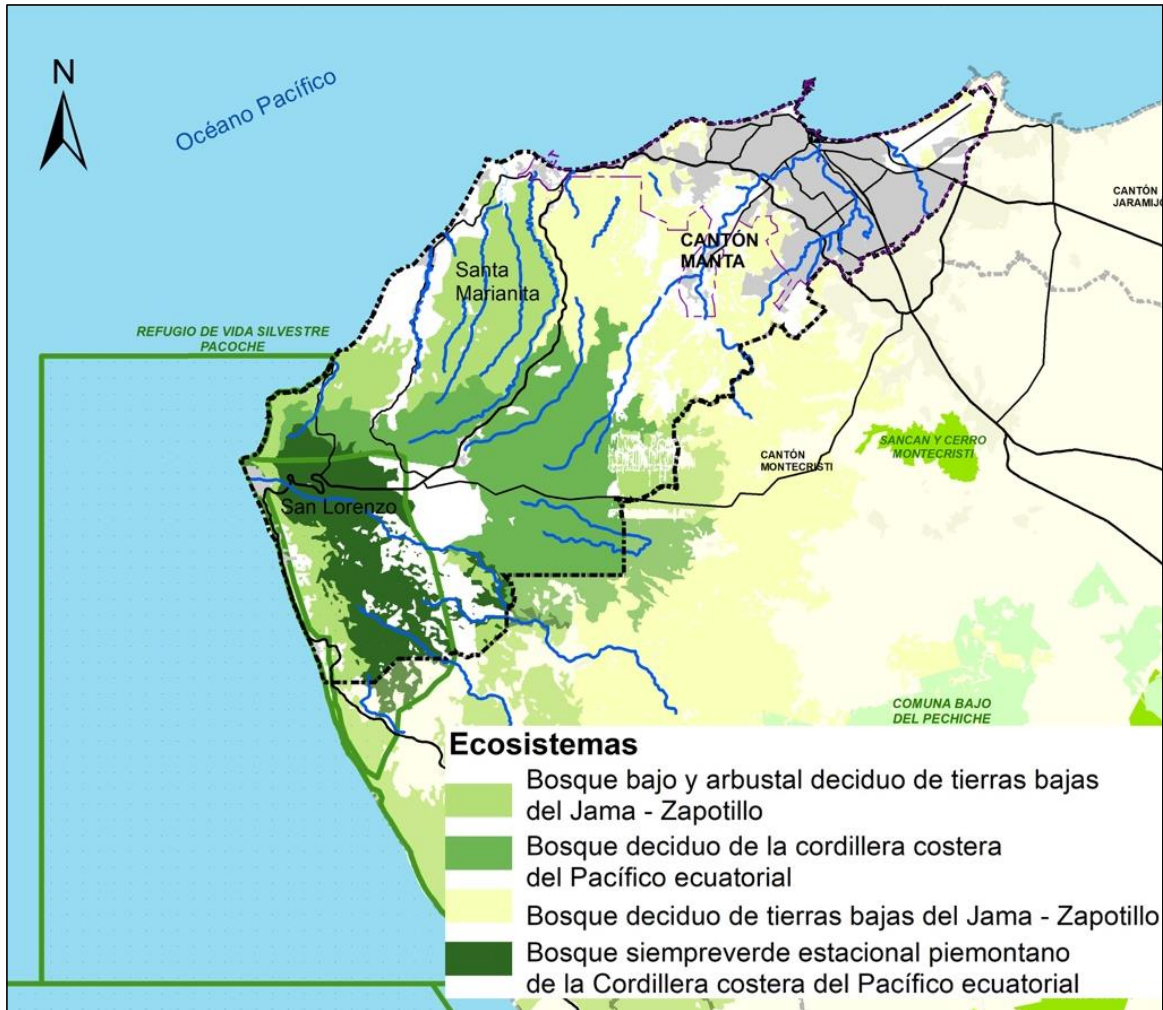 N
Océano Pacífico
CANTÓN
JARAMIJÓ
CANTÓN
MANTA
Santa
Marianita
REFUGIO DE VIDA SILVESTRE
PACOCHE
SANCAN Y CERRO
MONTECRISTI
CANTÓN
MONTECRISTI
San Lorenzo
COMUNA BAJO
DEL PECHICHE
Ecosistemas
Bosque bajo y arbustal deciduo de tierras bajas
del Jama - Zapotillo
Bosque deciduo de la cordillera costera
del Pacífico ecuatorial
Bosque deciduo de tierras bajas del Jama - Zapotillo
Bosque siempreverde estacional piemontano
de la Cordillera costera del Pacífico ecuatorial